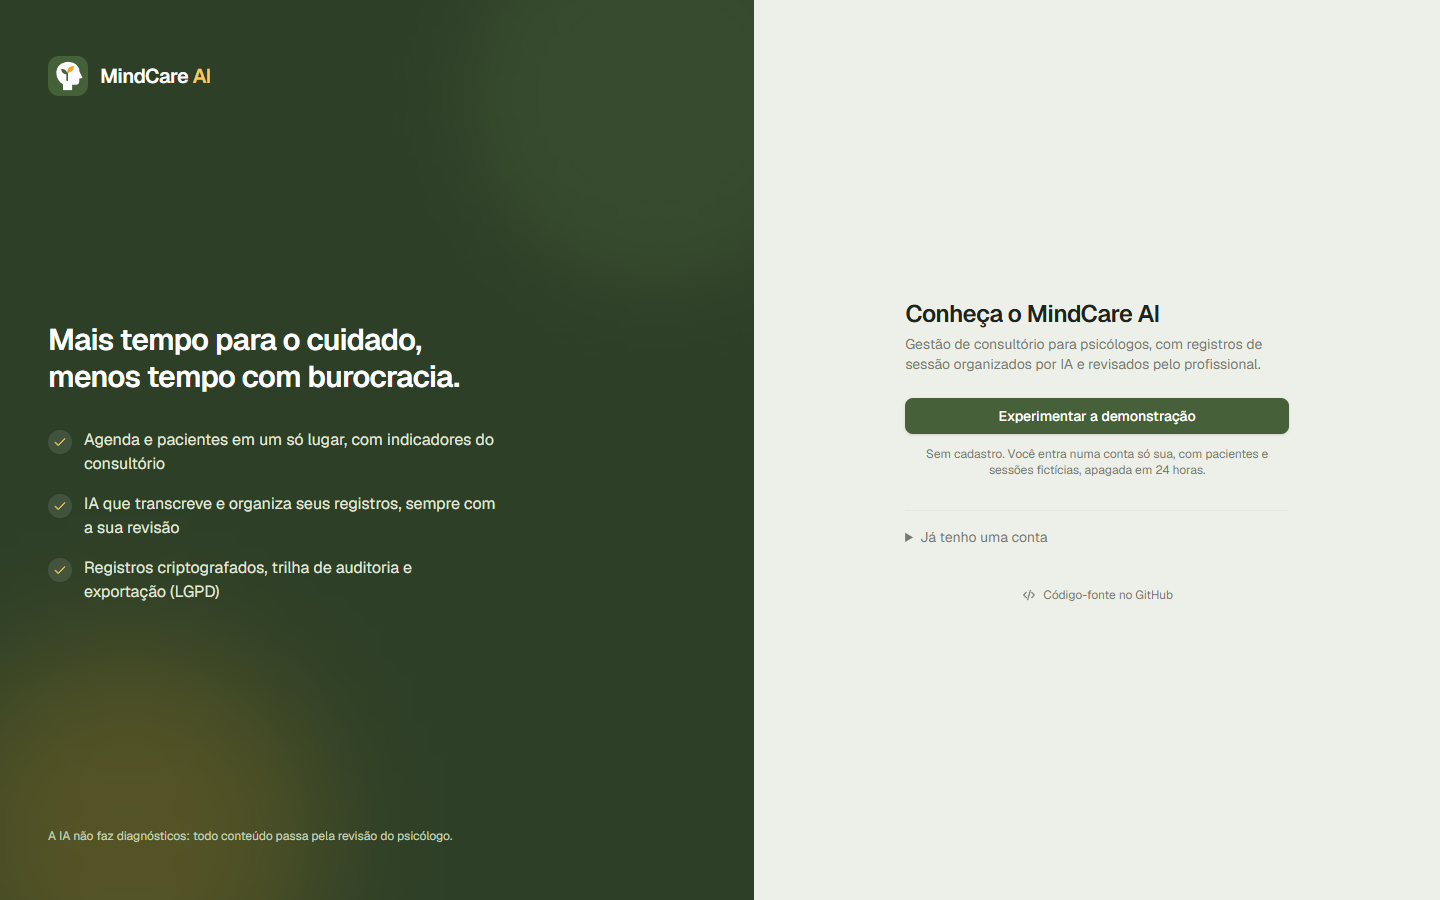 MindCare AI
Mais tempo para o cuidado,
menos tempo com burocracia.
Agenda e pacientes em um só lugar, com indicadores do
consultório
IA que transcreve e organiza seus registros, sempre com
a sua revisão
Registros criptografados, trilha de auditoria e
exportação (LGPD)
A IA não faz diagnósticos: todo conteúdo passa pela revisão do psicólogo.
Conheça o MindCare AI
Gestão de consultório para psicólogos, com registros de
sessão organizados por IA e revisados pelo profissional.
Experimentar a demonstração
Sem cadastro. Você entra numa conta só sua, com pacientes e
sessões fictícias, apagada em 24 horas.
Já tenho uma conta
Código-fonte no GitHub